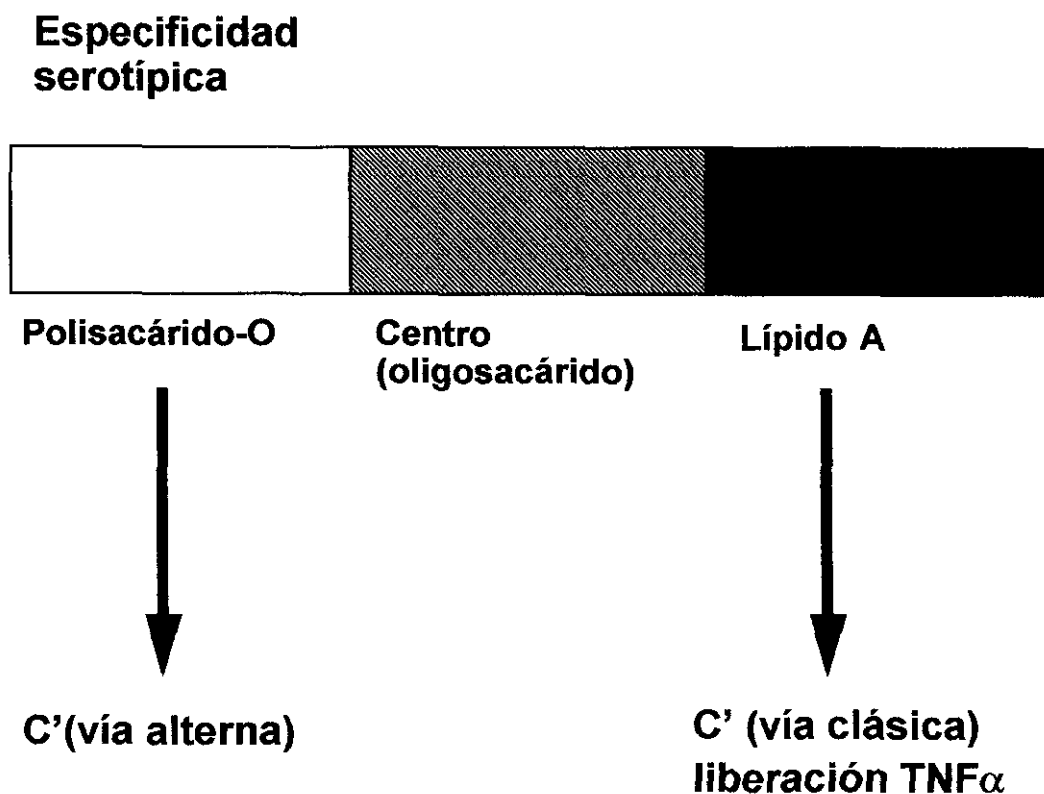 Especificidad
serotípica
Polisacárido-O
Centro
(oligosacárido)
Lípido A
C'(vía alterna)
C' (vía clásica)
liberación TNFα